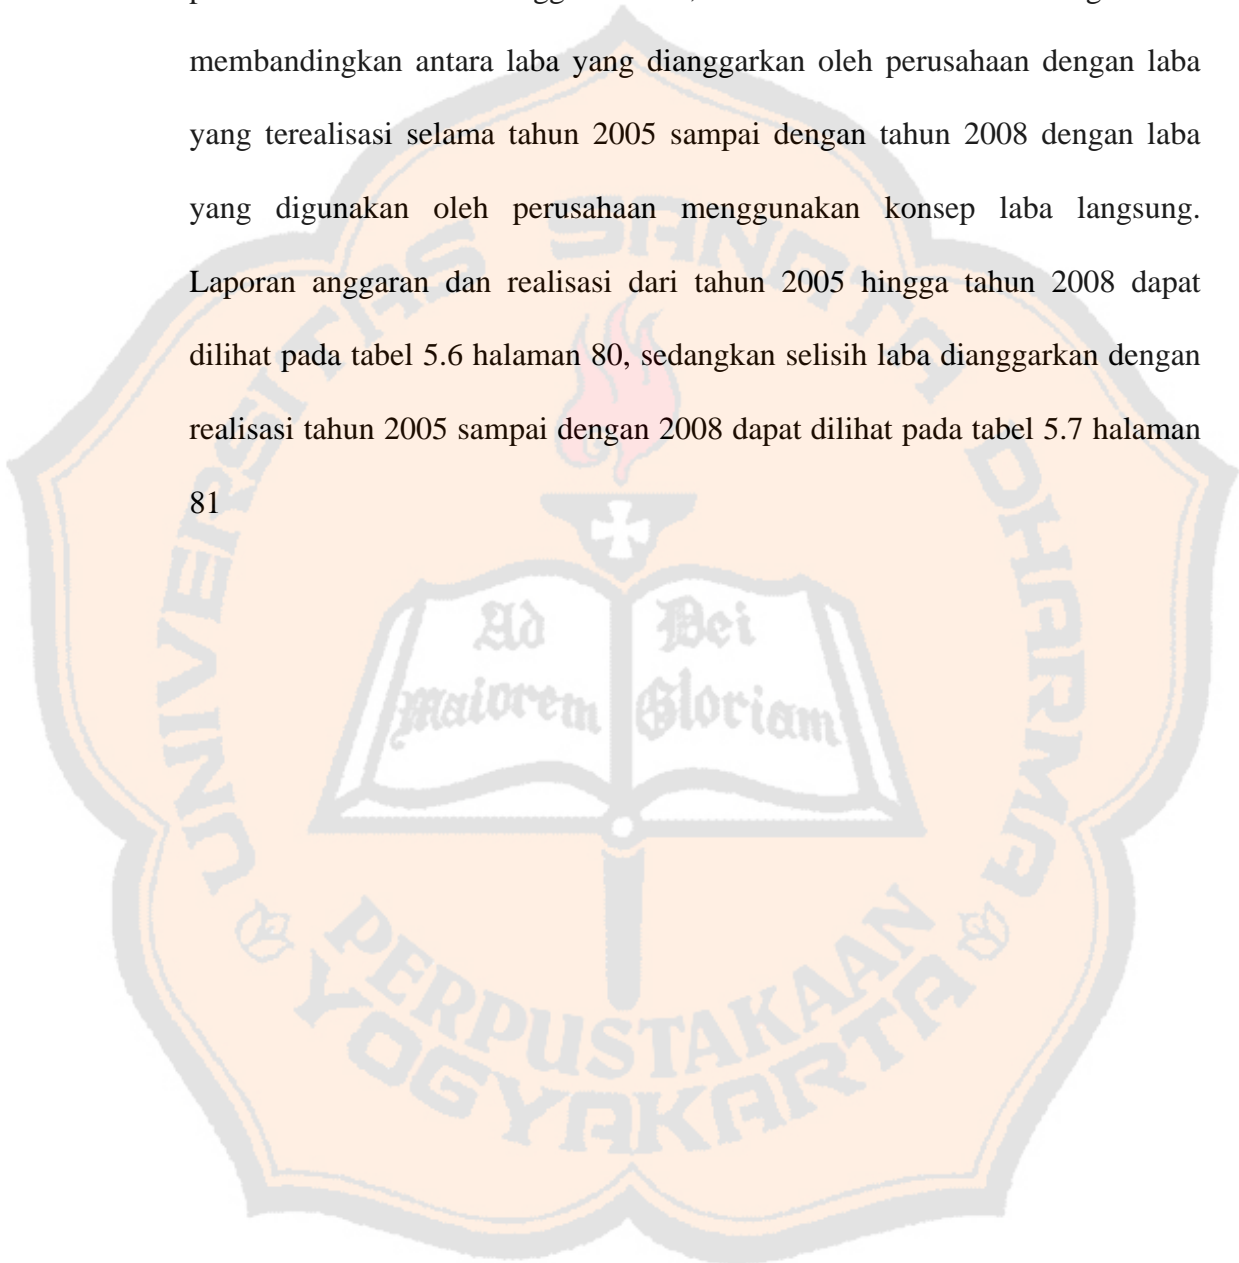 membandingkan antara laba yang dianggarkan oleh perusahaan dengan laba
yang terealisasi selama tahun 2005 sampai dengan tahun 2008 dengan laba
yang digunakan oleh perusahaan menggunakan konsep laba langsung.
Laporan anggaran dan realisasi dari tahun 2005 hingga tahun 2008 dapat
dilihat pada tabel 5.6 halaman 80, sedangkan selisih laba dianggarkan dengan
realisasi tahun 2005 sampai dengan 2008 dapat dilihat pada tabel 5.7 halaman
81
UNIVERSITAS SANATA DHARMA
Ad Dei
Maiorem Gloriam
PERPUSTAKAAN
YOGYAKARTA